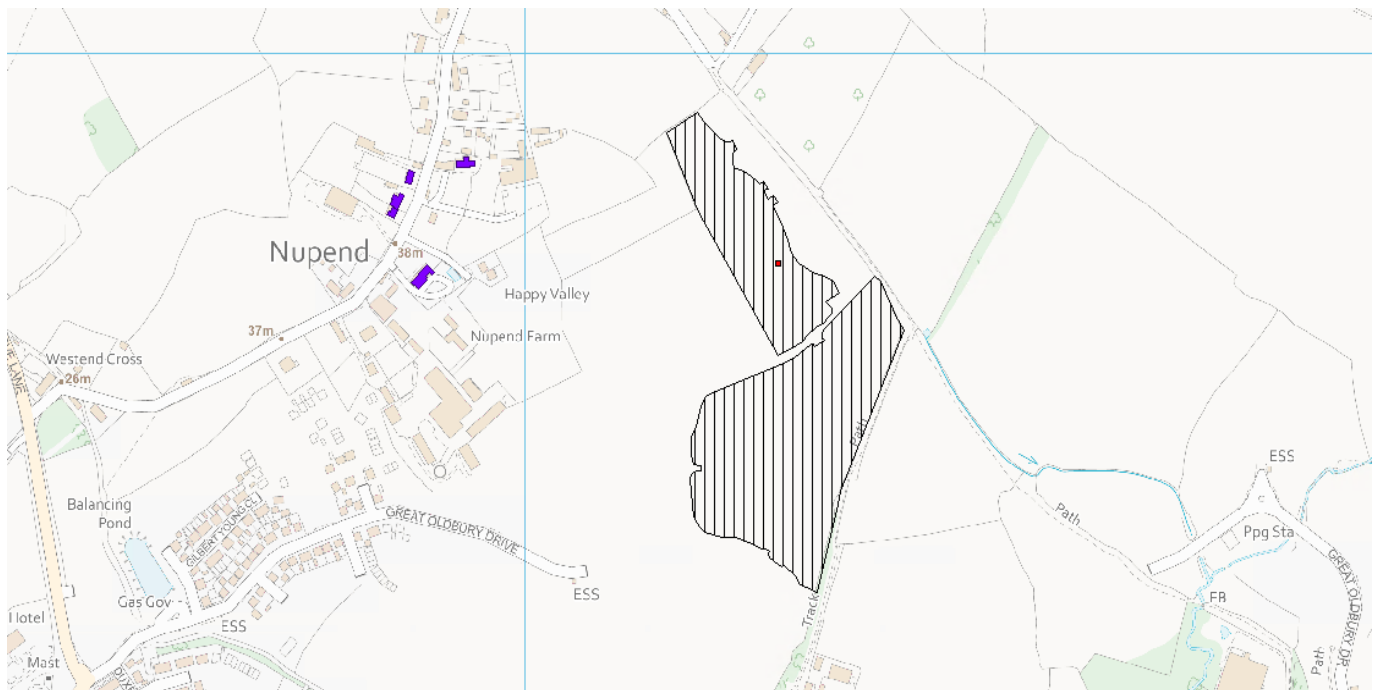 Nupend
38m
Happy Valley
37m
Nupend Farm
Westend Cross
26m
LANE
Path
ESS
Balancing
Pond
GILBERT YOUNG CL
GREAT OLDBURY DRIVE
Path
Ppg Sta
GREAT OLDBURY DR
Gas Gov
ESS
Track
FB
Hotel
ESS
Mast
Path